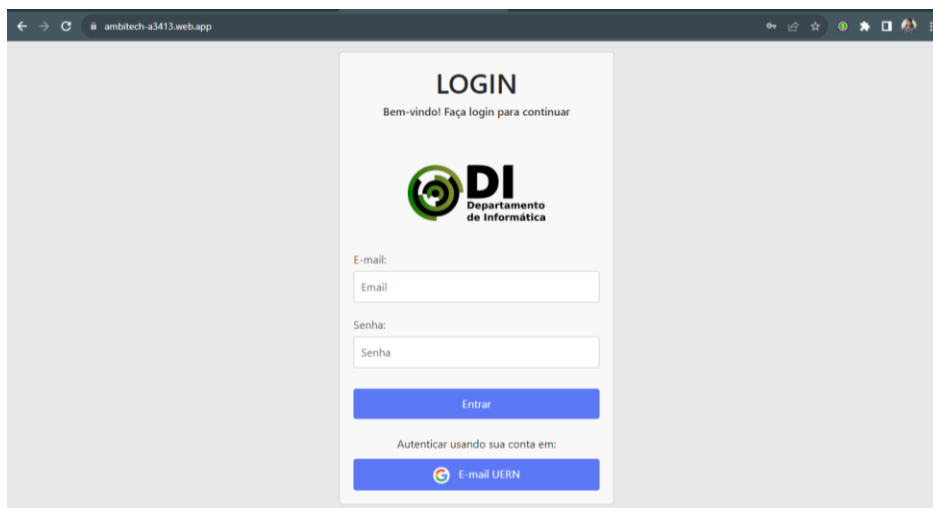 ambitech-a3413.web.app
LOGIN
Bem-vindo! Faça login para continuar
DI
Departamento
de Informática
E-mail:
Email
Senha:
Senha
Entrar
Autenticar usando sua conta em:
E-mail UERN